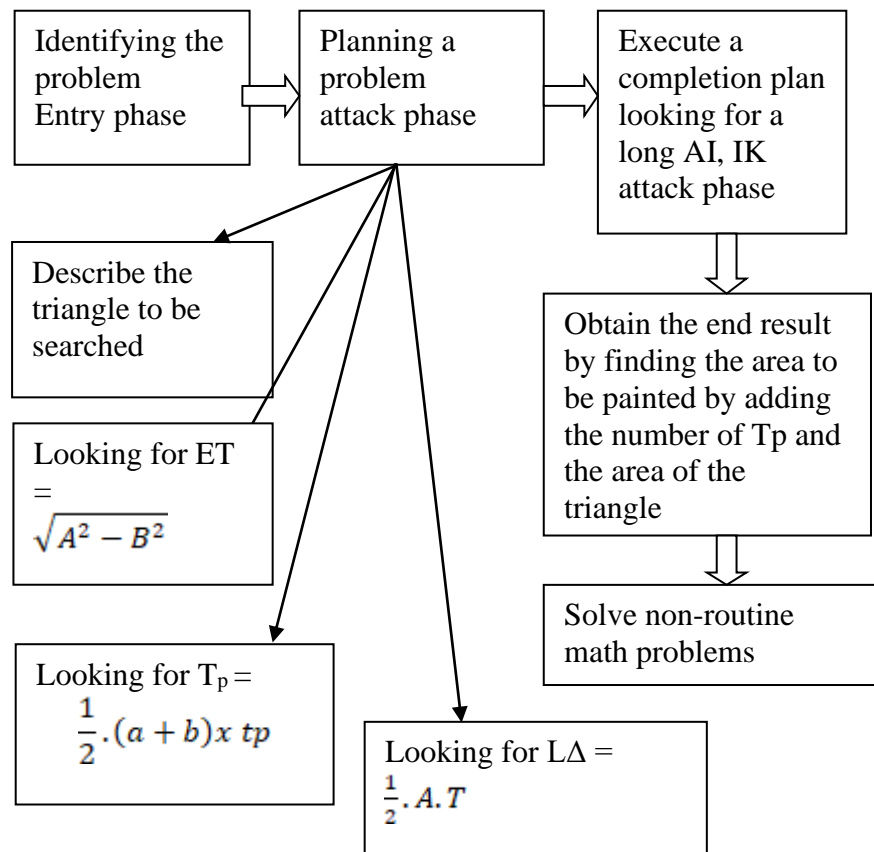 Identifying the
problem
Entry phase
Planning a
problem
attack phase
Execute a
completion plan
looking for a
long AI, IK
attack phase
Describe the
triangle to be
searched
Obtain the end result
by finding the area to
be painted by adding
the number of Tp and
the area of the
triangle
Looking for ET
=
√(A² − B²)
Solve non-routine
math problems
Looking for Tₚ =
1/2 .(a + b)x tp
Looking for LΔ =
1/2 . A. T